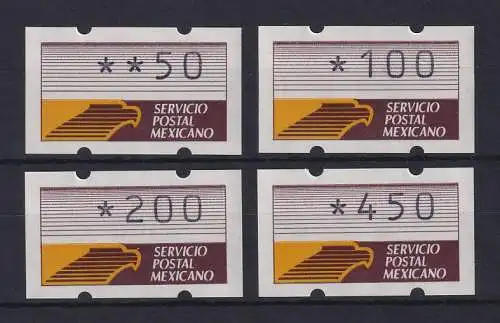 **50
SERVICIO
POSTAL
MEXICANO
*100
SERVICIO
POSTAL
MEXICANO
*200
SERVICIO
POSTAL
MEXICANO
*450
SERVICIO
POSTAL
MEXICANO